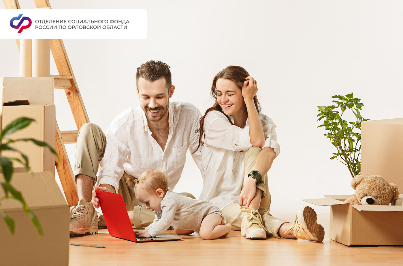 ОТДЕЛЕНИЕ СОЦИАЛЬНОГО ФОНДА
РОССИИ ПО ОРЛОВСКОЙ ОБЛАСТИ